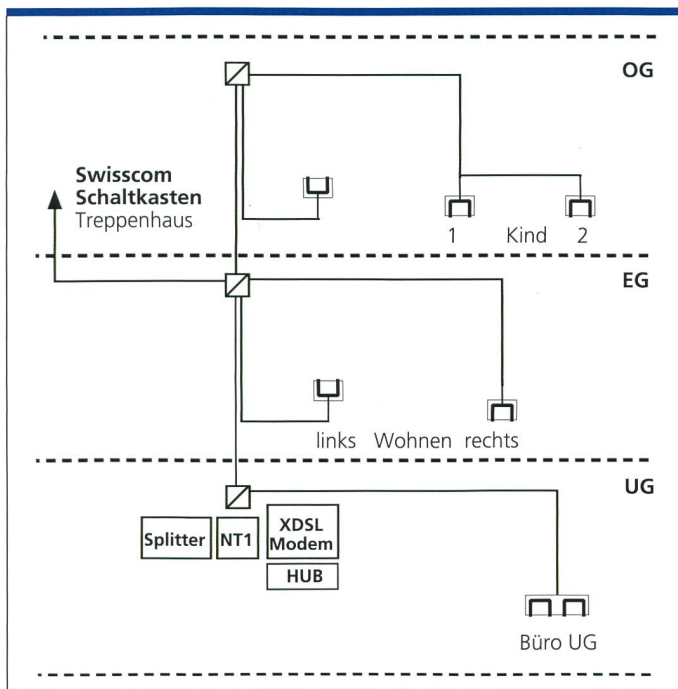 OG
Swisscom
Schaltkasten
Treppenhaus
1 Kind 2
EG
links Wohnen rechts
UG
Splitter
NT1
XDSL
Modem
HUB
Büro UG